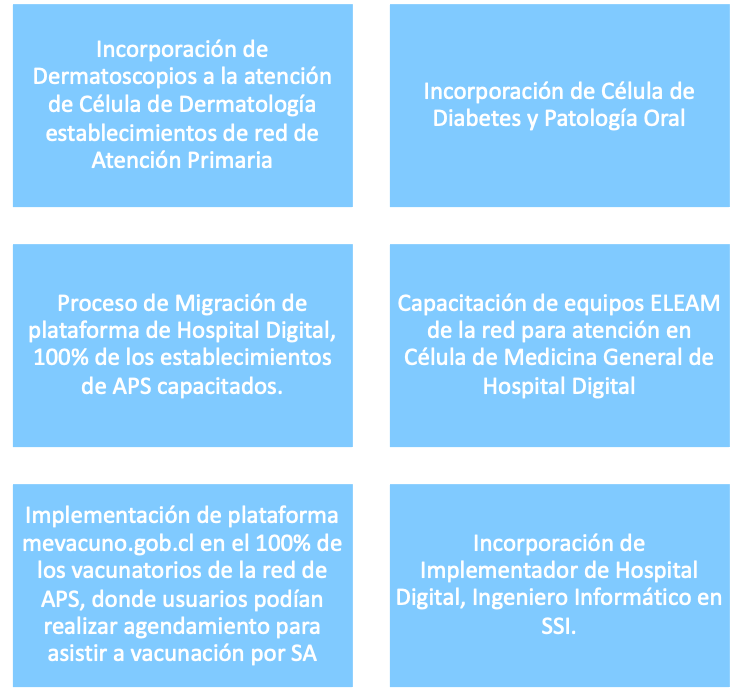 Incorporación de
Dermatoscopios a la atención
de Célula de Dermatología
establecimientos de red de
Atención Primaria
Incorporación de Célula de
Diabetes y Patología Oral
Proceso de Migración de
plataforma de Hospital Digital,
100% de los establecimientos
de APS capacitados.
Capacitación de equipos ELEAM
de la red para atención en
Célula de Medicina General de
Hospital Digital
Implementación de plataforma
mevacuno.gob.cl en el 100% de
los vacunatorios de la red de
APS, donde usuarios podían
realizar agendamiento para
asistir a vacunación por SA
Incorporación de
Implementador de Hospital
Digital, Ingeniero Informático en
SSI.